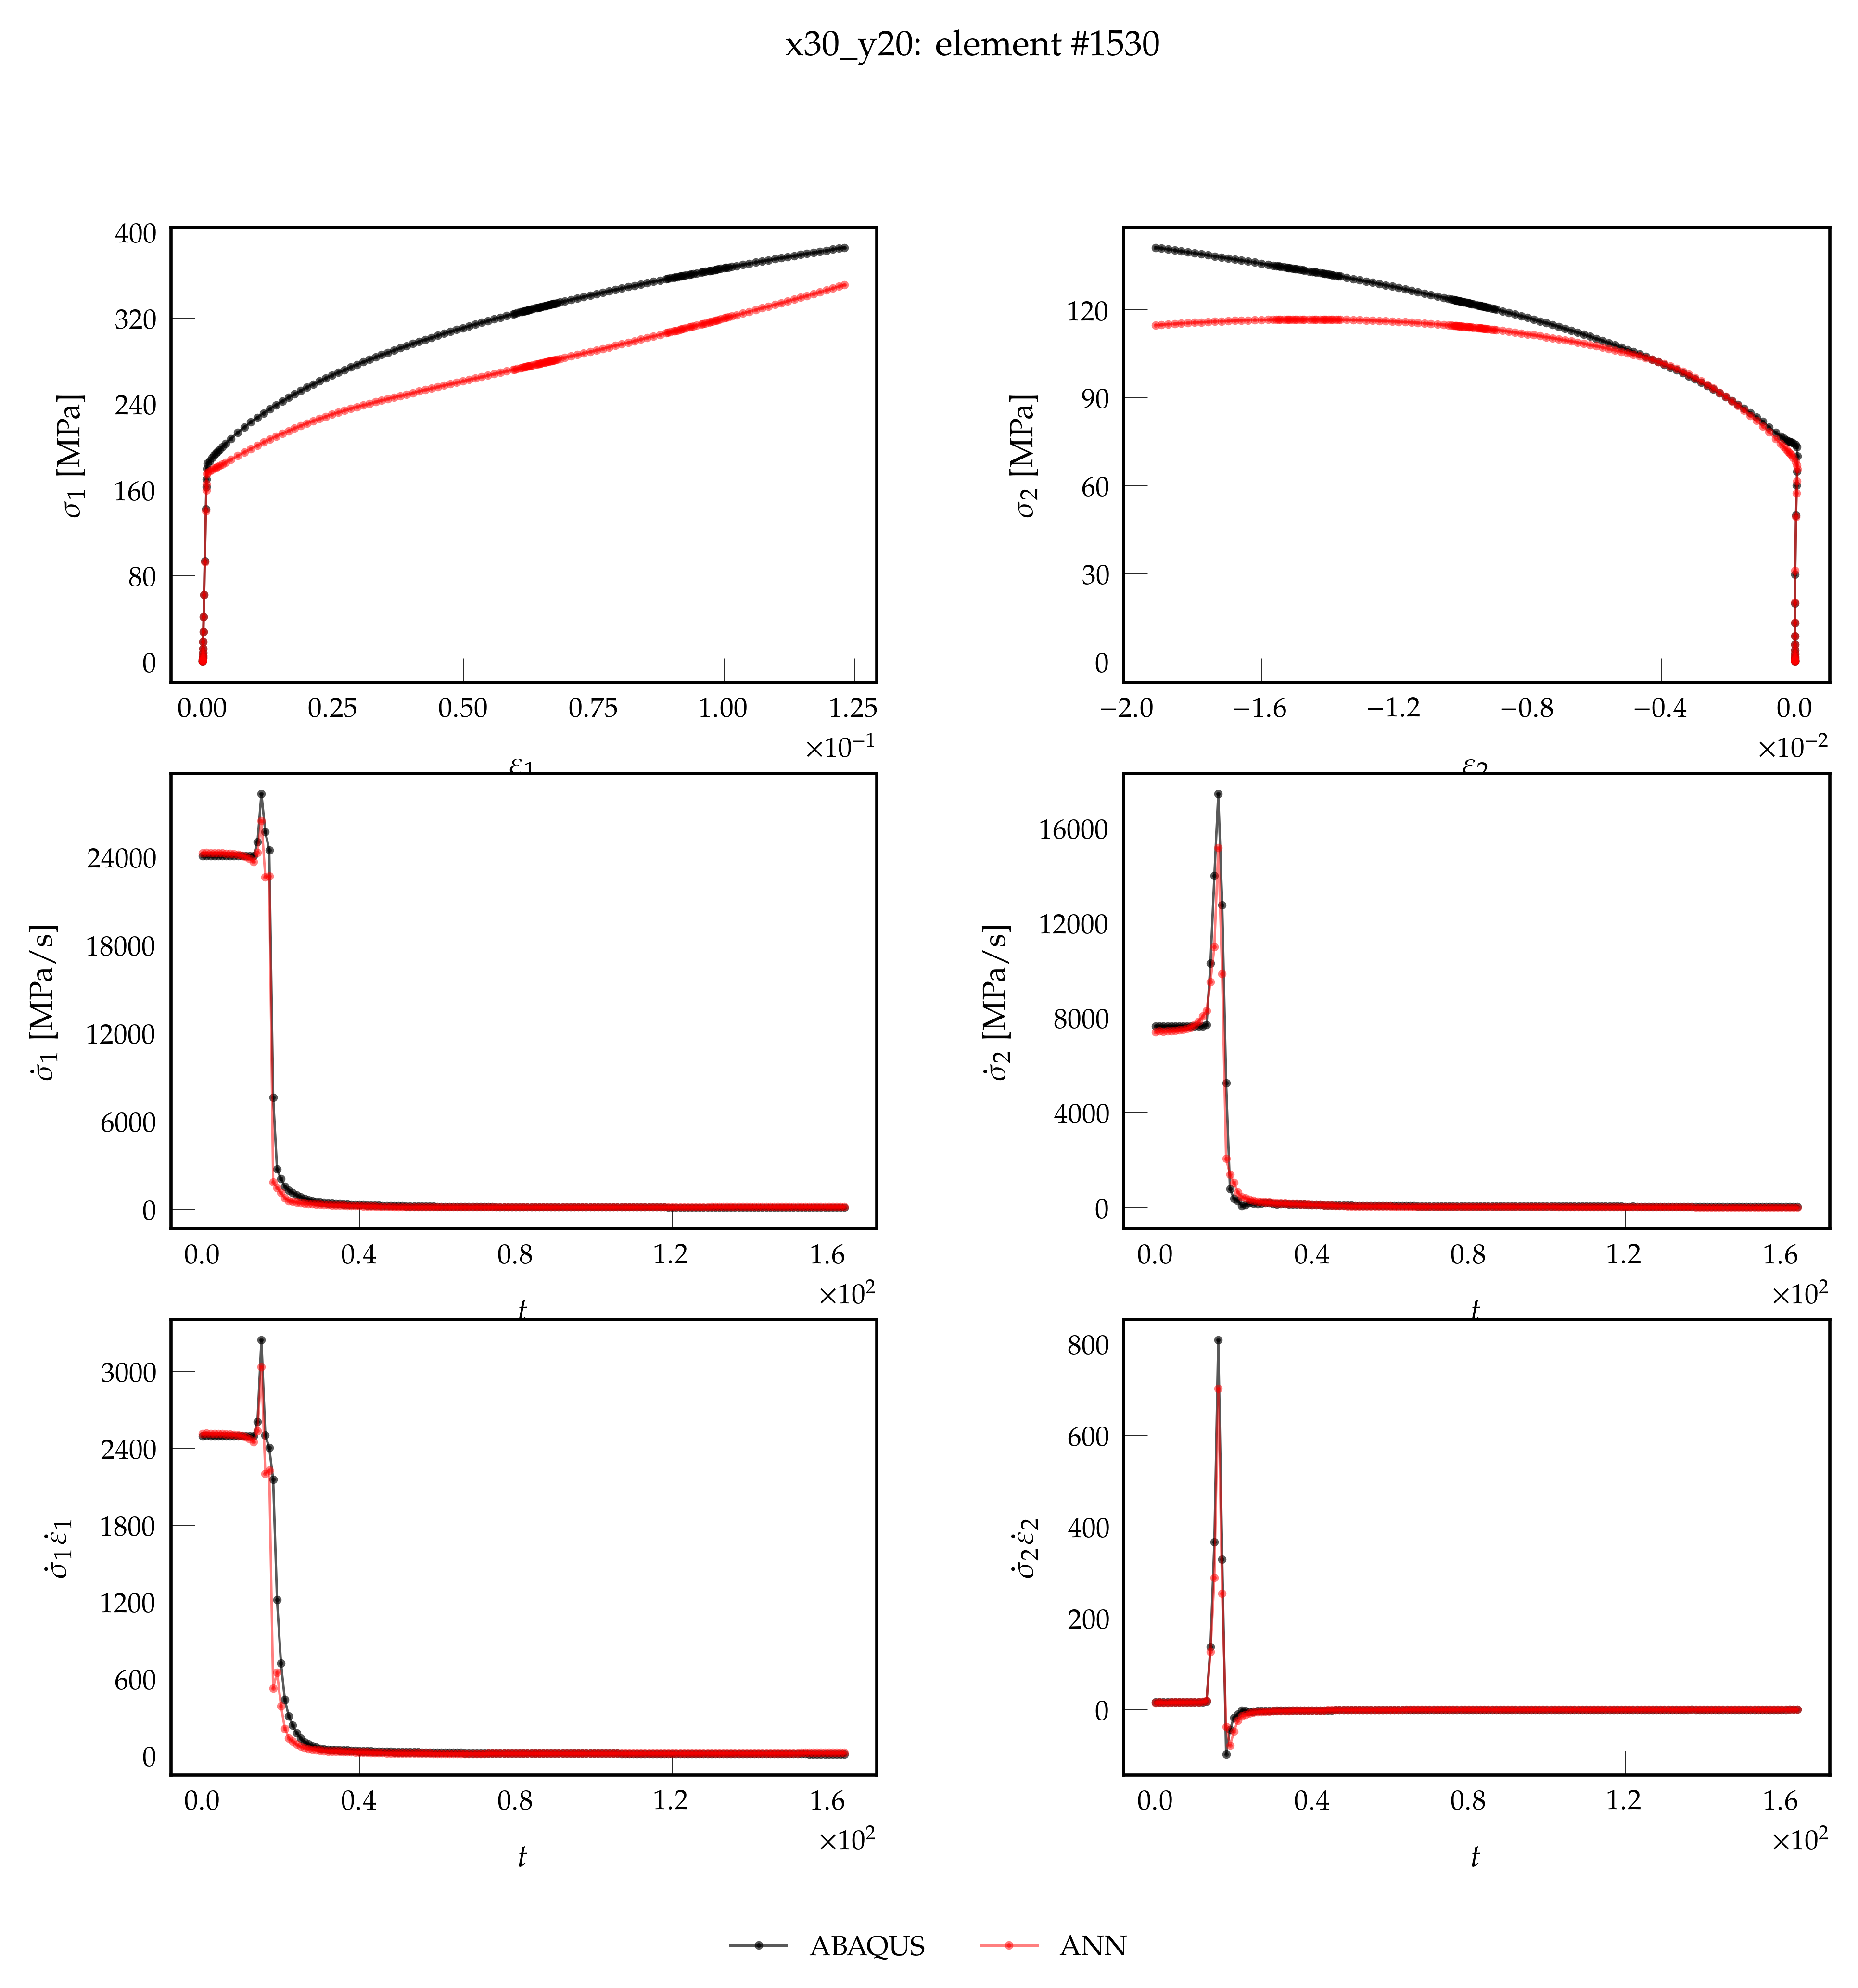 x30_y20: element #1530
400
320
240
160
80
0
σ₁ [MPa]
0.00 0.25 0.50 0.75 1.00 1.25
×10⁻¹
ε₁
120
90
60
30
0
σ₂ [MPa]
−2.0 −1.6 −1.2 −0.8 −0.4 0.0
×10⁻²
ε₂
24000
18000
12000
6000
0
σ̇₁ [MPa/s]
0.0 0.4 0.8 1.2 1.6
×10²
t
16000
12000
8000
4000
0
σ̇₂ [MPa/s]
0.0 0.4 0.8 1.2 1.6
×10²
t
3000
2400
1800
1200
600
0
σ̇₁ε̇₁
0.0 0.4 0.8 1.2 1.6
×10²
t
800
600
400
200
0
σ̇₂ε̇₂
0.0 0.4 0.8 1.2 1.6
×10²
t
ABAQUS ANN